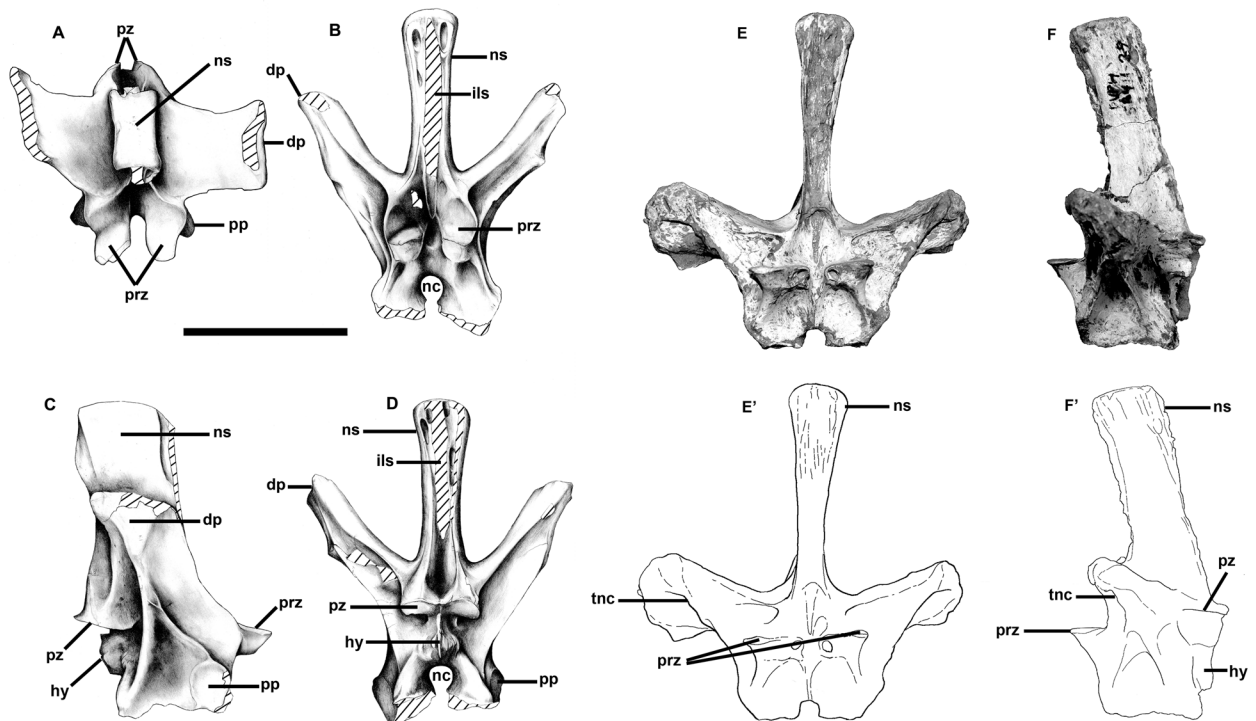 A
pz
ns
dp
pp
prz
B
ns
dp
ils
prz
nc
E
F
C
ns
dp
prz
pz
hy
pp
D
ns
ils
dp
pz
hy
nc
pp
E’
ns
tnc
prz
F’
ns
pz
tnc
prz
hy